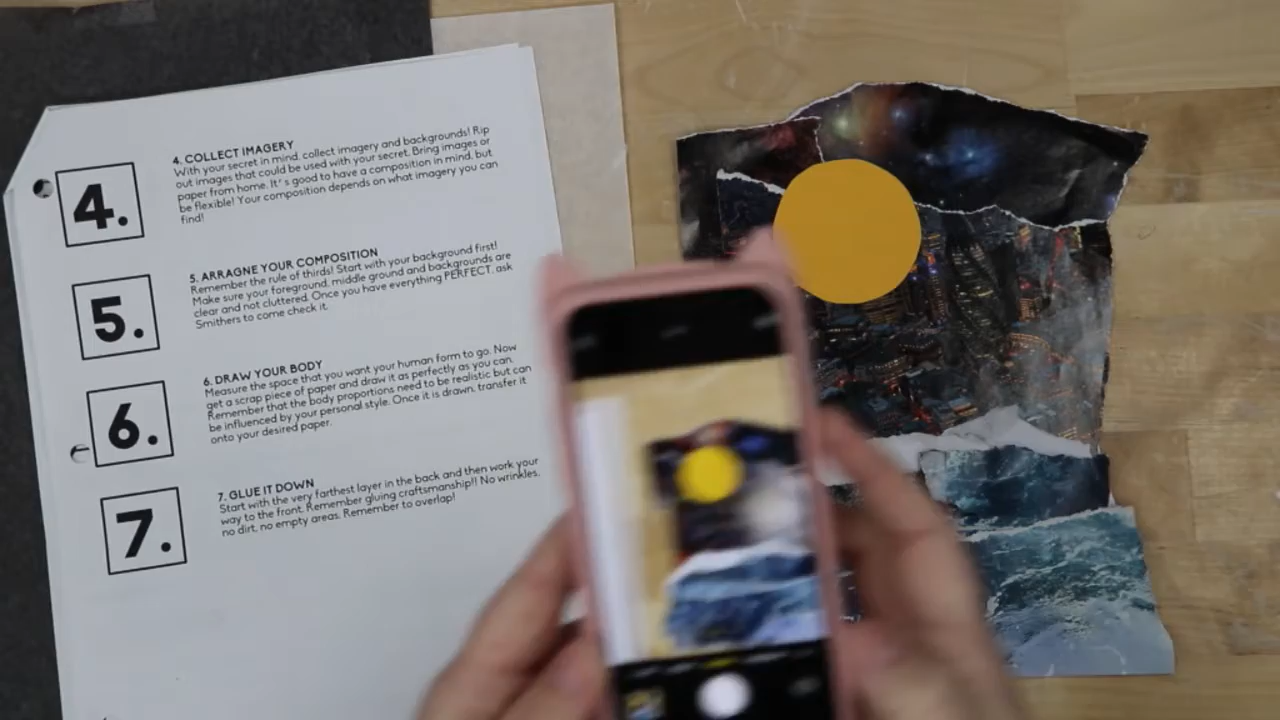 4.
4. COLLECT IMAGERY
With your secret in mind, collect imagery and backgrounds! Rip
out images that could be used with your secret. Bring images or
paper from home. It's good to have a composition in mind, but
be flexible! Your composition depends on what imagery you can
find!
5.
5. ARRAGNE YOUR COMPOSITION
Remember the rule of thirds! Start with your background first!
Make sure your foreground, middle ground and backgrounds are
clear and not cluttered. Once you have everything PERFECT, ask
Smithers to come check it.
6.
6. DRAW YOUR BODY
Measure the space that you want your human form to go. Now
get a scrap piece of paper and draw it as perfectly as you can.
Remember that the body proportions need to be realistic but can
be influenced by your personal style. Once it is drawn, transfer it
onto your desired paper.
7.
7. GLUE IT DOWN
Start with the very farthest layer in the back and then work your
way to the front. Remember gluing craftsmanship!! No wrinkles,
no dirt, no empty areas. Remember to overlap!